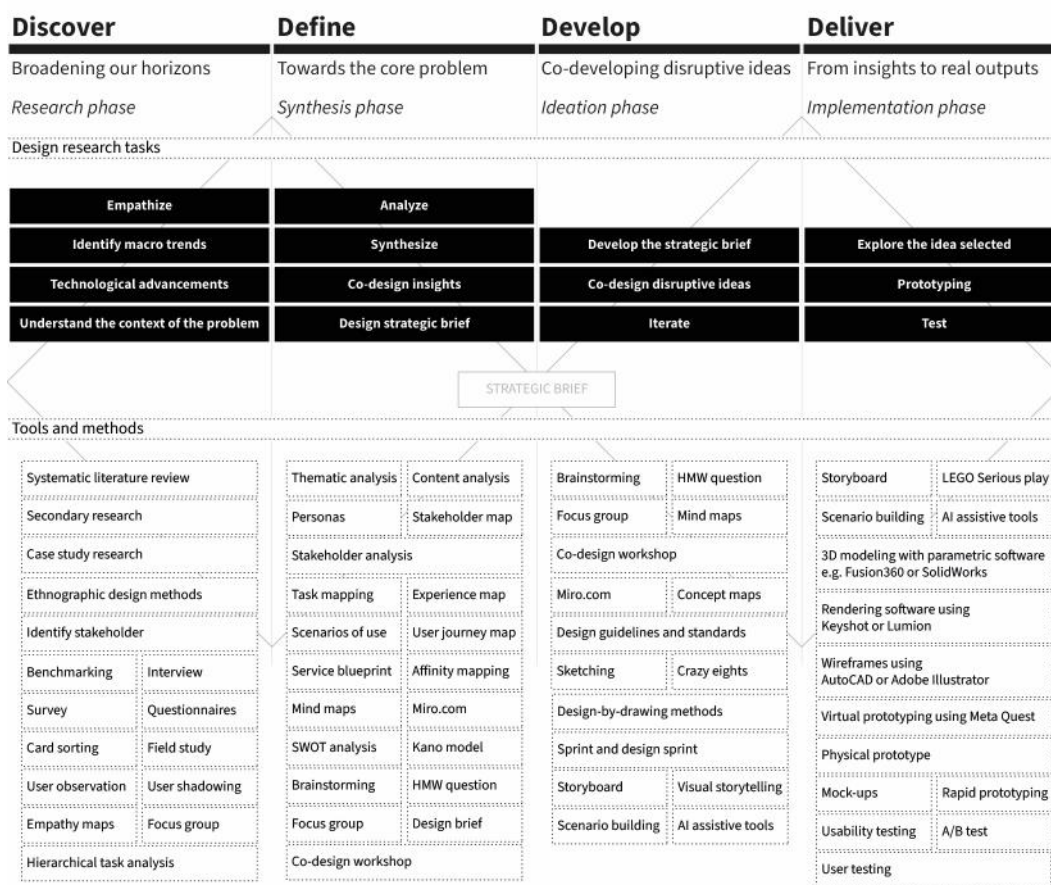 Discover
Define
Develop
Deliver
Broadening our horizons
Towards the core problem
Co-developing disruptive ideas
From insights to real outputs
Research phase
Synthesis phase
Ideation phase
Implementation phase
Design research tasks
Empathize
Identify macro trends
Technological advancements
Understand the context of the problem
Analyze
Synthesize
Co-design insights
Design strategic brief
Develop the strategic brief
Co-design disruptive ideas
Iterate
Explore the idea selected
Prototyping
Test
STRATEGIC BRIEF
Tools and methods
Systematic literature review
Secondary research
Case study research
Ethnographic design methods
Identify stakeholder
Benchmarking
Interview
Survey
Questionnaires
Card sorting
Field study
User observation
User shadowing
Empathy maps
Focus group
Hierarchical task analysis
Thematic analysis
Content analysis
Personas
Stakeholder map
Stakeholder analysis
Task mapping
Experience map
Scenarios of use
User journey map
Service blueprint
Affinity mapping
Mind maps
Miro.com
SWOT analysis
Kano model
Brainstorming
HMW question
Focus group
Design brief
Co-design workshop
Brainstorming
HMW question
Focus group
Mind maps
Co-design workshop
Miro.com
Concept maps
Design guidelines and standards
Sketching
Crazy eights
Design-by-drawing methods
Sprint and design sprint
Storyboard
Visual storytelling
Scenario building
AI assistive tools
Storyboard
LEGO Serious play
Scenario building
AI assistive tools
3D modeling with parametric software
e.g. Fusion360 or SolidWorks
Rendering software using
Keyshot or Lumion
Wireframes using
AutoCAD or Adobe Illustrator
Virtual prototyping using Meta Quest
Physical prototype
Mock-ups
Rapid prototyping
Usability testing
A/B test
User testing